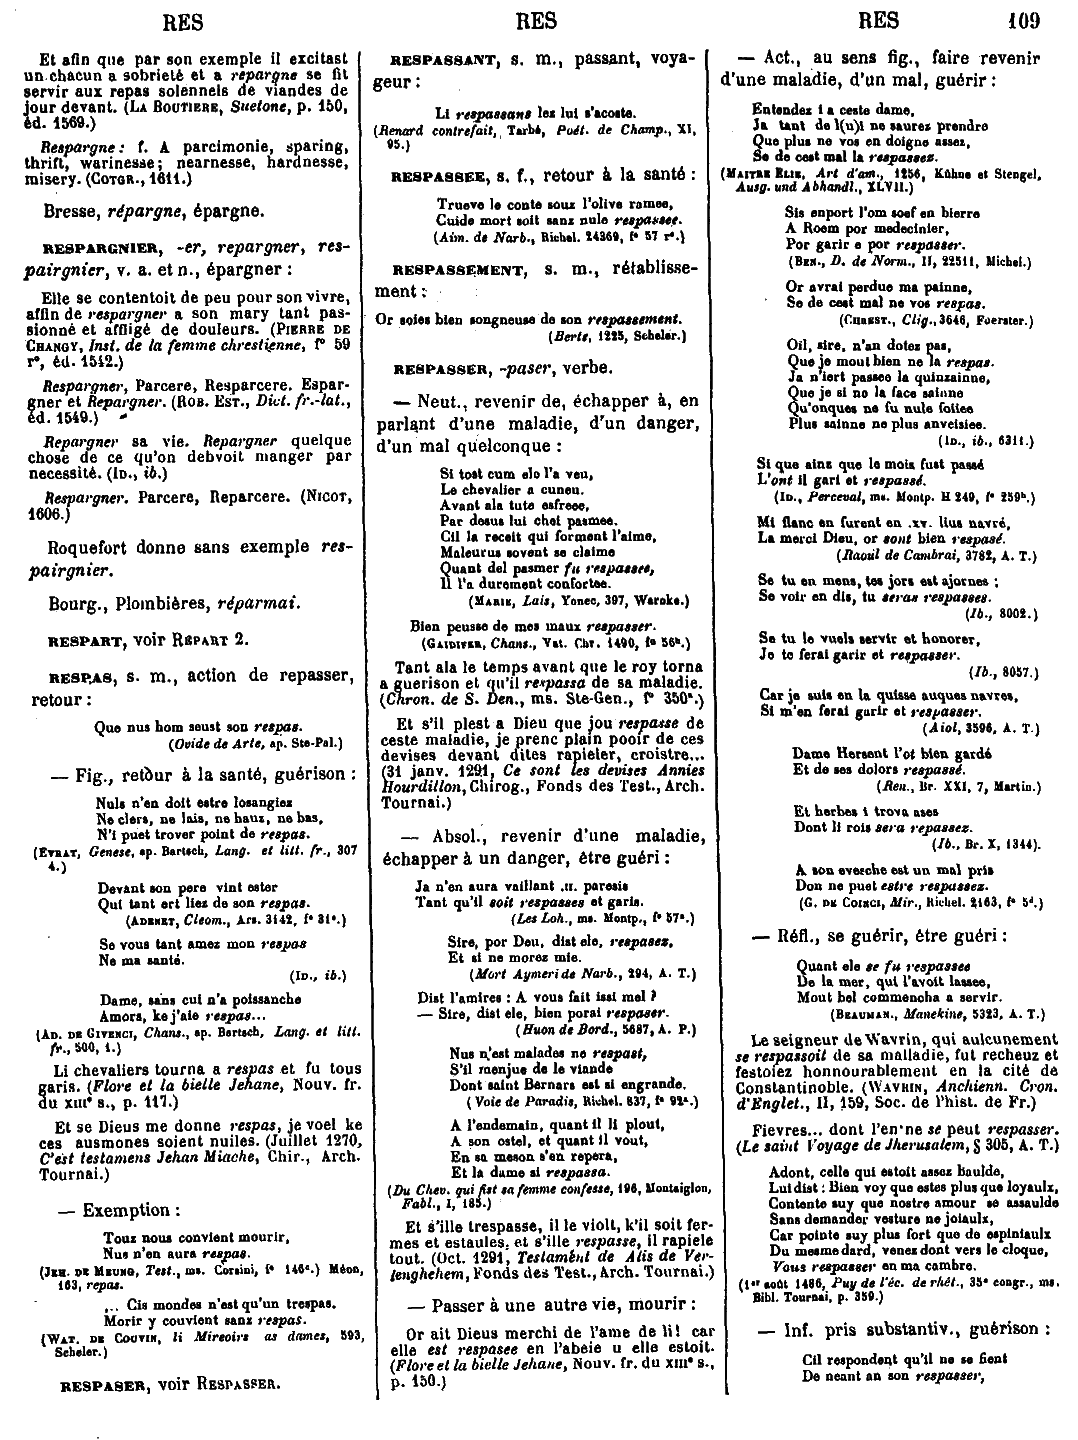 RES
RES
RES 109
Et afin que par son exemple il excitast
un chacun a sobrieté et a repargne se fit
servir aux repas solennels de viandes de
jour devant. (LA BOUTIERE, Suetone, p. 150,
éd. 1569.)
Respargne : f. A parcimonie, sparing,
thrift, warinesse; nearnesse, hardnesse,
misery. (COTGR., 1611.)
Bresse, répargne, épargne.
RESPARGNIER, -er, repargner, res-
pairgnier, v. a. et n., épargner :
Elle se contentoit de peu pour son vivre,
affin de respargner a son mary tant pas-
sionné et affligé de douleurs. (PIERRE DE
CHANGY, Inst. de la femme chrestienne, f° 59
r°, éd. 1542.)
Respargner, Parcere, Resparcere. Espar-
gner et Repargner. (ROB. EST., Dict. fr.-lat.,
éd. 1549.)
Repargner sa vie. Repargner quelque
chose de ce qu'on debvoit manger par
necessité. (ID., ib.)
Respargner. Parcere, Reparcere. (NICOT,
1606.)
Roquefort donne sans exemple res-
pairgnier.
Bourg., Plombières, réparmai.
RESPART, voir REPART 2.
RESPAS, s. m., action de repasser,
retour :
Que nus hom seust son respas.
(Ovide de Arte, ap. Ste-Pal.)
— Fig., retour à la santé, guérison :
Nuls n'en doit estre losangiez
Ne clers, ne lais, ne hauz, ne bas,
N'i puet trover point de respas.
(EVRAT, Genese, ap. Bartsch, Lang. et litt. fr., 307
4.)
Devant son pere vint ester
Qui tant ert liez de son respas.
(ADENET, Cleom., Ars. 3142, f° 31ª.)
Se vous tant amez mon respas
Ne ma santé.
(ID., ib.)
Dame, sans cui n'a poissanche
Amors, ke j'aie respas...
(AD. DE GIVENCI, Chans., ap. Bartsch, Lang. et litt.
fr., 500, 1.)
Li chevaliers tourna a respas et fu tous
garis. (Flore et la bielle Jehane, Nouv. fr.
du XIIIᵉ s., p. 117.)
Et se Dieus me donne respas, je voel ke
ces ausmones soient nuiles. (Juillet 1270,
C'est testamens Jehan Miache, Chir., Arch.
Tournai.)
— Exemption :
Touz nous convient mourir,
Nus n'en aura respas.
(JEH. DE MEUNG, Test., ms. Corsini, f° 146ª.) Méon,
163, repas.
... Cis mondes n'est qu'un trespas.
Morir y couvient sanz respas.
(WAT. DE COUVIN, li Mireoirs as dames, 593,
Scheler.)
RESPASER, voir RESPASSER.
RESPASSANT, s. m., passant, voya-
geur :
Li respassans lez lui s'acoste.
(Renard contrefait, Tarbé, Poët. de Champ., XI,
95.)
RESPASSEE, s. f., retour à la santé :
Trueve le conte souz l'olive ramee,
Cuide mort soit sanz nule respassee.
(Aim. de Narb., Richel. 24369, f° 57 r°.)
RESPASSEMENT, s. m., rétablisse-
ment :
Or soies bien songneuse de son respassement.
(Berte, 1225, Scheler.)
RESPASSER, -paser, verbe.
— Neut., revenir de, échapper à, en
parlant d'une maladie, d'un danger,
d'un mal quelconque :
Si tost cum ele l'a veu,
Le chevalier a cuneu.
Avant ala tute esfreee,
Par desus lui chet pasmee.
Cil la receit qui forment l'aime,
Maleurus sovent se claime
Quant del pasmer fu respassee,
Il l'a durement confortee.
(MARIE, Lais, Yonec, 397, Warnke.)
Bien peusse de mes maux respasser.
(GAIDIFER, Chans., Vat. Chr. 1490, f° 56ᵇ.)
Tant ala le temps avant que le roy torna
a guerison et qu'il respassa de sa maladie.
(Chron. de S. Den., ms. Ste-Gen., f° 350ª.)
Et s'il plest a Dieu que jou respasse de
ceste maladie, je prenc plain pooir de ces
devises devant dites rapieler, croistre...
(31 janv. 1291, Ce sont les devises Annies
Hourdillon, Chirog., Fonds des Test., Arch.
Tournai.)
— Absol., revenir d'une maladie,
échapper à un danger, être guéri :
Ja n'en aura vaillant .II. paresis
Tant qu'il soit respasses et garis.
(Les Loh., ms. Montp., f° 57ª.)
Sire, por Deu, dist ele, respasez,
Et si ne morez mie.
(Mort Aymeri de Narb., 294, A. T.)
Dist l'amires : A vous fait issi mel ?
— Sire, dist ele, bien porai respaser.
(Huon de Bord., 5687, A. P.)
Nus n'est malades ne respast,
S'il menjue de le viande
Dont saint Bernars est si engrande.
(Voie de Paradis, Richel. 837, f° 92ª.)
A l'endemain, quant il li plout,
A son ostel, et quant il vout,
En sa meson s'en repera,
Et la dame si respassa.
(Du Chev. qui fist sa femme confesse, 196, Montaiglon,
Fabl., I, 185.)
Et s'ille trespasse, il le violt, k'il soit fer-
mes et estaules, et s'ille respasse, il rapiele
tout. (Oct. 1291, Testament de Alis de Ver-
lenghehem, Fonds des Test., Arch. Tournai.)
— Passer à une autre vie, mourir :
Or ait Dieus merchi de l'ame de li ! car
elle est respasee en l'abeie u elle estoit.
(Flore et la bielle Jehane, Nouv. fr. du XIIIᵉ s.,
p. 150.)
— Act., au sens fig., faire revenir
d'une maladie, d'un mal, guérir :
Entendez i a ceste dame,
Ja tant de l(u)i ne saurez prendre
Que plus ne vos en doigne assez,
Se de cest mal la respassez.
(MAITRE ELIE, Art d'am., 1256, Kühne et Stengel,
Ausg. und Abhandl., XLVII.)
Sis enport l'om soef en bierre
A Roem por medecinier,
Por garir e por respasser.
(BEN., D. de Norm., II, 22511, Michel.)
Or avrai perdue ma painne,
Se de cest mal ne vos respas.
(CHREST., Clig., 3646, Foerster.)
Oil, sire, n'an dotez pas,
Que je mout bien ne la respas.
Ja n'iert passee la quinzainne,
Que je si no la face sainne
Qu'onques ne fu nule foiiee
Plus sainne ne plus anveisiee.
(ID., ib., 6311.)
Si que ainz que le mois fust passé
L'ont il gari et respassé.
(ID., Perceval, ms. Montp. H 249, f° 259ᵇ.)
Mi flanc en furent en .XV. lius navré,
La merci Dieu, or sont bien respasé.
(Raoul de Cambrai, 3782, A. T.)
Se tu en mens, tes jors est ajornes ;
Se voir en dis, tu seras respasses.
(Ib., 8002.)
Se tu le vuels servir et honorer,
Je te ferai garir et respasser.
(Ib., 8057.)
Car je suis en la quisse auques navres,
Si m'en ferai garir et respasser.
(Aiol, 3596, A. T.)
Dame Hersent l'ot bien gardé
Et de ses dolors respassé.
(Ren., Br. XXI, 7, Martin.)
Et herbes i trova ases
Dont li rois sera repassez.
(Ib., Br. X, 1344).
A son evesche est un mal pris
Don ne puet estre respassez.
(G. DE COINCI, Mir., Richel. 2163, f° 5ᵈ.)
— Réfl., se guérir, être guéri :
Quant ele se fu respassee
De la mer, qui l'avoit lassee,
Mout bel commencha a servir.
(BEAUMAN., Manekine, 5323, A. T.)
Le seigneur de Wavrin, qui aulcunement
se respassoit de sa malladie, fut recheuz et
festoiez honnourablement en la cité de
Constantinoble. (WAVRIN, Anchienn. Cron.
d'Englet., II, 159, Soc. de l'hist. de Fr.)
Fievres... dont l'en ne se peut respasser.
(Le saint Voyage de Jherusalem, § 305, A. T.)
Adont, celle qui estoit assez baulde,
Lui dist : Bien voy que estes plus que loyaulx,
Contente suy que nostre amour se assaulde
Sans demander vesture ne joiaulx,
Car pointe suy plus fort que de espiniaulx
Du mesme dard, venez dont vers le cloque,
Vous respasser en ma cambre.
(1ᵉʳ août 1486, Puy de l'éc. de rhét., 35ᵉ congr., ms.
Bibl. Tournai, p. 359.)
— Inf. pris substantiv., guérison :
Cil respondent qu'il ne se fient
De neant an son respasser,